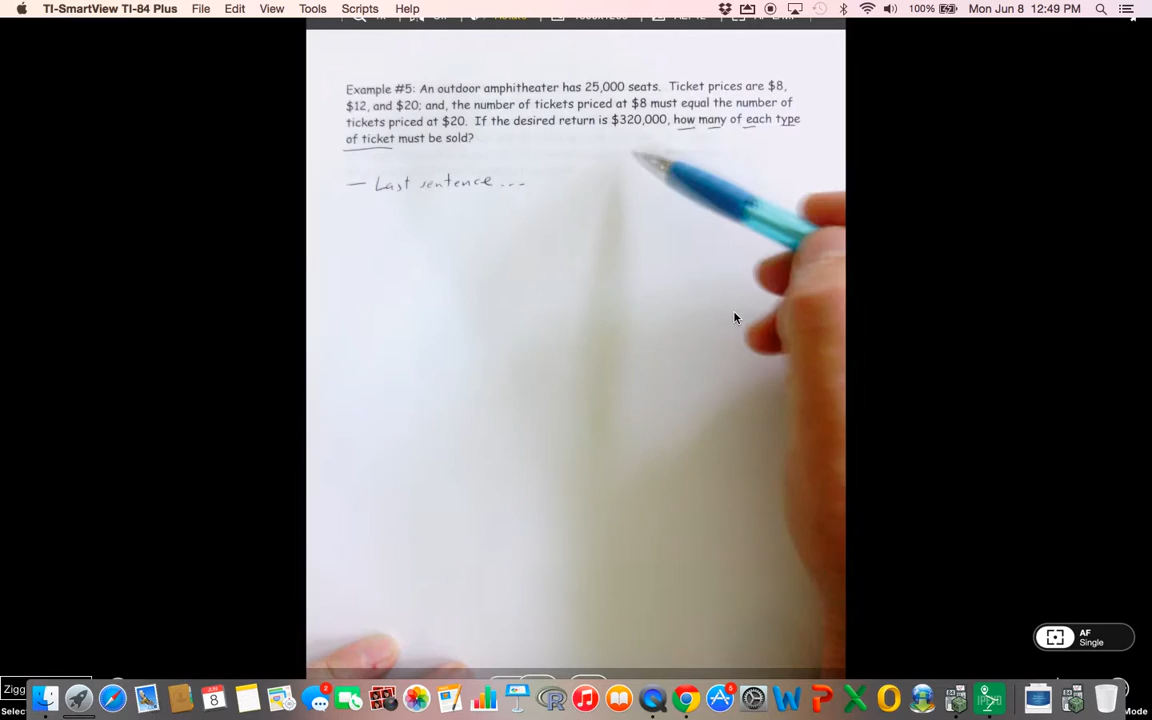 TI-SmartView TI-84 Plus File Edit View Tools Scripts Help 100% Mon Jun 8 12:49 PM
Example #5: An outdoor amphitheater has 25,000 seats. Ticket prices are $8,
$12, and $20; and, the number of tickets priced at $8 must equal the number of
tickets priced at $20. If the desired return is $320,000, how many of each type
of ticket must be sold?
— Last sentence ...
AF
Single
Zigg
Selec
Mode